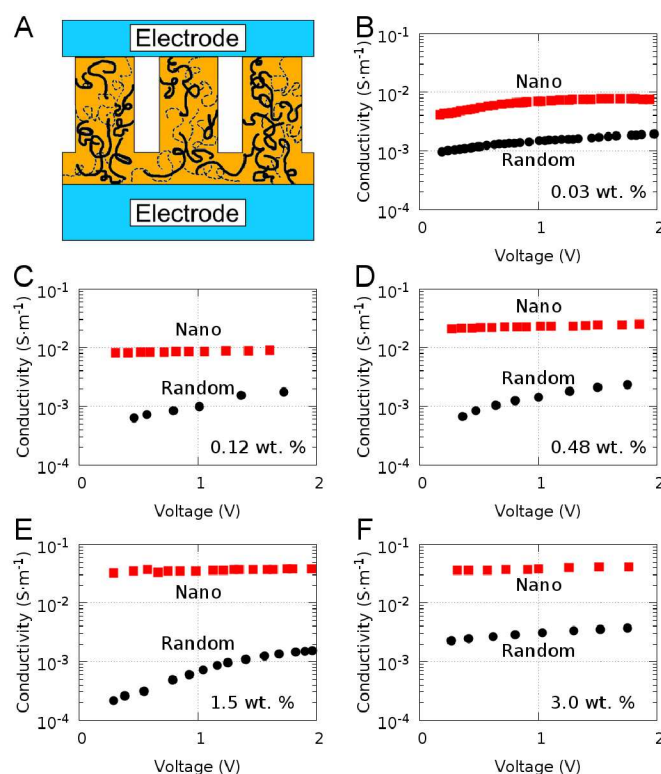 A
Electrode
Electrode
B
Conductivity (S·m⁻¹)
10⁻¹
10⁻²
10⁻³
10⁻⁴
Nano
Random
0.03 wt. %
0
1
2
Voltage (V)
C
Conductivity (S·m⁻¹)
10⁻¹
10⁻²
10⁻³
10⁻⁴
Nano
Random
0.12 wt. %
0
1
2
Voltage (V)
D
Conductivity (S·m⁻¹)
10⁻¹
10⁻²
10⁻³
10⁻⁴
Nano
Random
0.48 wt. %
0
1
2
Voltage (V)
E
Conductivity (S·m⁻¹)
10⁻¹
10⁻²
10⁻³
10⁻⁴
Nano
Random
1.5 wt. %
0
1
2
Voltage (V)
F
Conductivity (S·m⁻¹)
10⁻¹
10⁻²
10⁻³
10⁻⁴
Nano
Random
3.0 wt. %
0
1
2
Voltage (V)